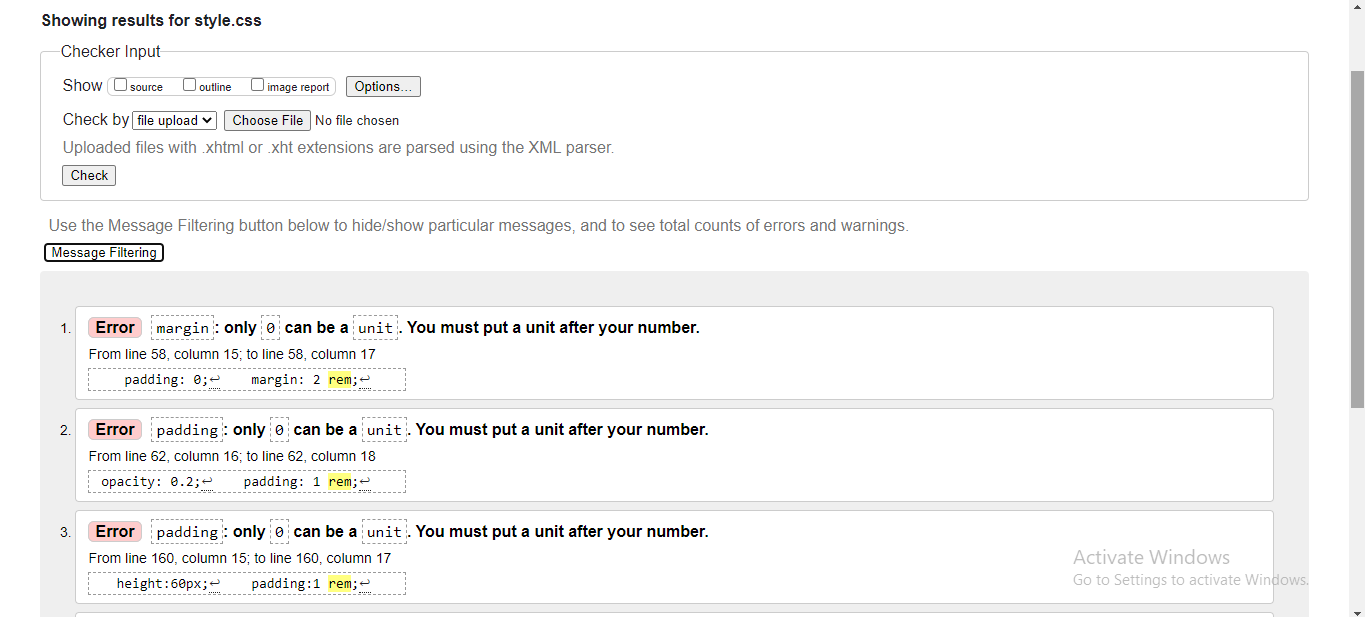 Showing results for style.css
Checker Input
Show source outline image report Options...
Check by file upload Choose File No file chosen
Uploaded files with .xhtml or .xht extensions are parsed using the XML parser.
Check
Use the Message Filtering button below to hide/show particular messages, and to see total counts of errors and warnings.
Message Filtering
1. Error margin: only 0 can be a unit. You must put a unit after your number.
From line 58, column 15; to line 58, column 17
padding: 0;↩ margin: 2 rem;↩
2. Error padding: only 0 can be a unit. You must put a unit after your number.
From line 62, column 16; to line 62, column 18
opacity: 0.2;↩ padding: 1 rem;↩
3. Error padding: only 0 can be a unit. You must put a unit after your number.
From line 160, column 15; to line 160, column 17
height:60px;↩ padding:1 rem;↩
Activate Windows
Go to Settings to activate Windows.